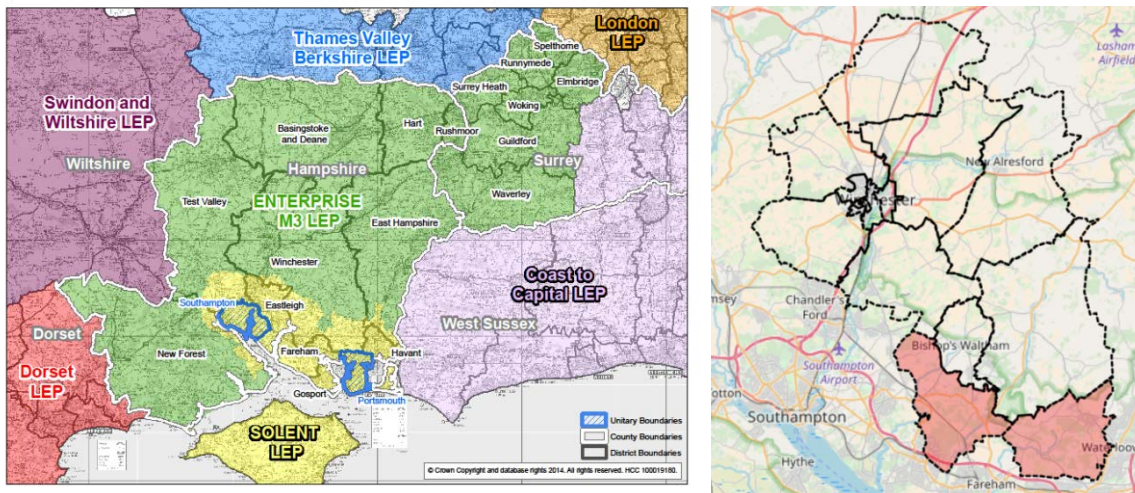 Thames Valley
Berkshire LEP
London
LEP
Spelthorne
Runnymede
Elmbridge
Surrey Heath
Woking
Swindon and
Wiltshire LEP
Wiltshire
Basingstoke
and Deane
Hart
Rushmoor
Guildford
Surrey
Hampshire
Waverley
Test Valley
ENTERPRISE
M3 LEP
East Hampshire
Winchester
Coast to
Capital LEP
West Sussex
Southampton
Eastleigh
Dorset
New Forest
Fareham
Havant
Gosport
Portsmouth
Dorset
LEP
SOLENT
LEP
Unitary Boundaries
County Boundaries
District Boundaries
© Crown Copyright and database rights 2014. All rights reserved. HCC 100019180.
Lasham
Airfield
New Alresford
Winchester
Chandler's
Ford
Bishop's Waltham
Southampton
Airport
Southampton
Hythe
Fareham